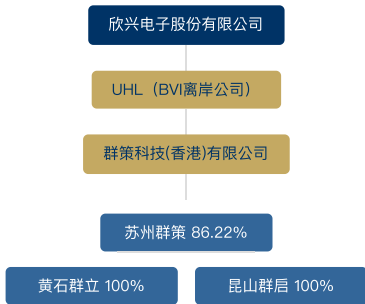 欣兴电子股份有限公司
UHL（BVI离岸公司）
群策科技(香港)有限公司
苏州群策 86.22%
黄石群立 100%
昆山群启 100%